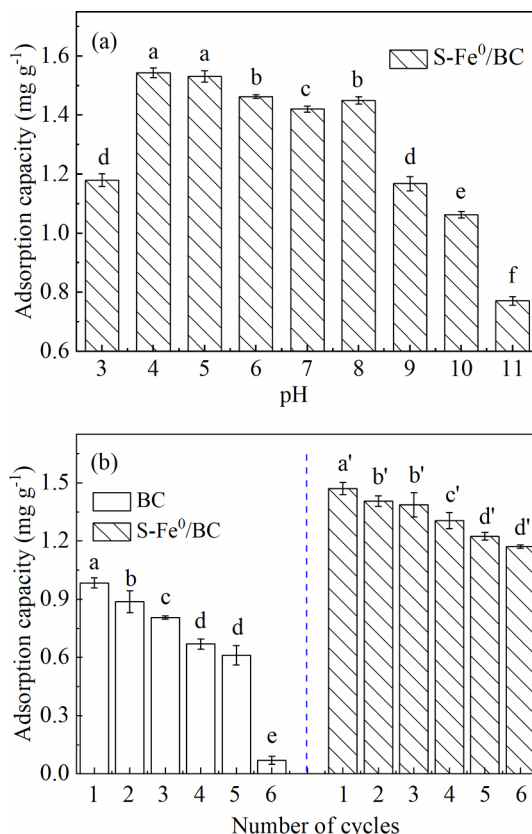 (a)
S-Fe⁰/BC
a a
b c b
d d
e
f
1.6
1.4
1.2
1.0
0.8
0.6
Adsorption capacity (mg g⁻¹)
3 4 5 6 7 8 9 10 11
pH
(b)
BC
S-Fe⁰/BC
a b c d d e
a' b' b' c' d' d'
1.5
1.2
0.9
0.6
0.3
0.0
Adsorption capacity (mg g⁻¹)
1 2 3 4 5 6 1 2 3 4 5 6
Number of cycles